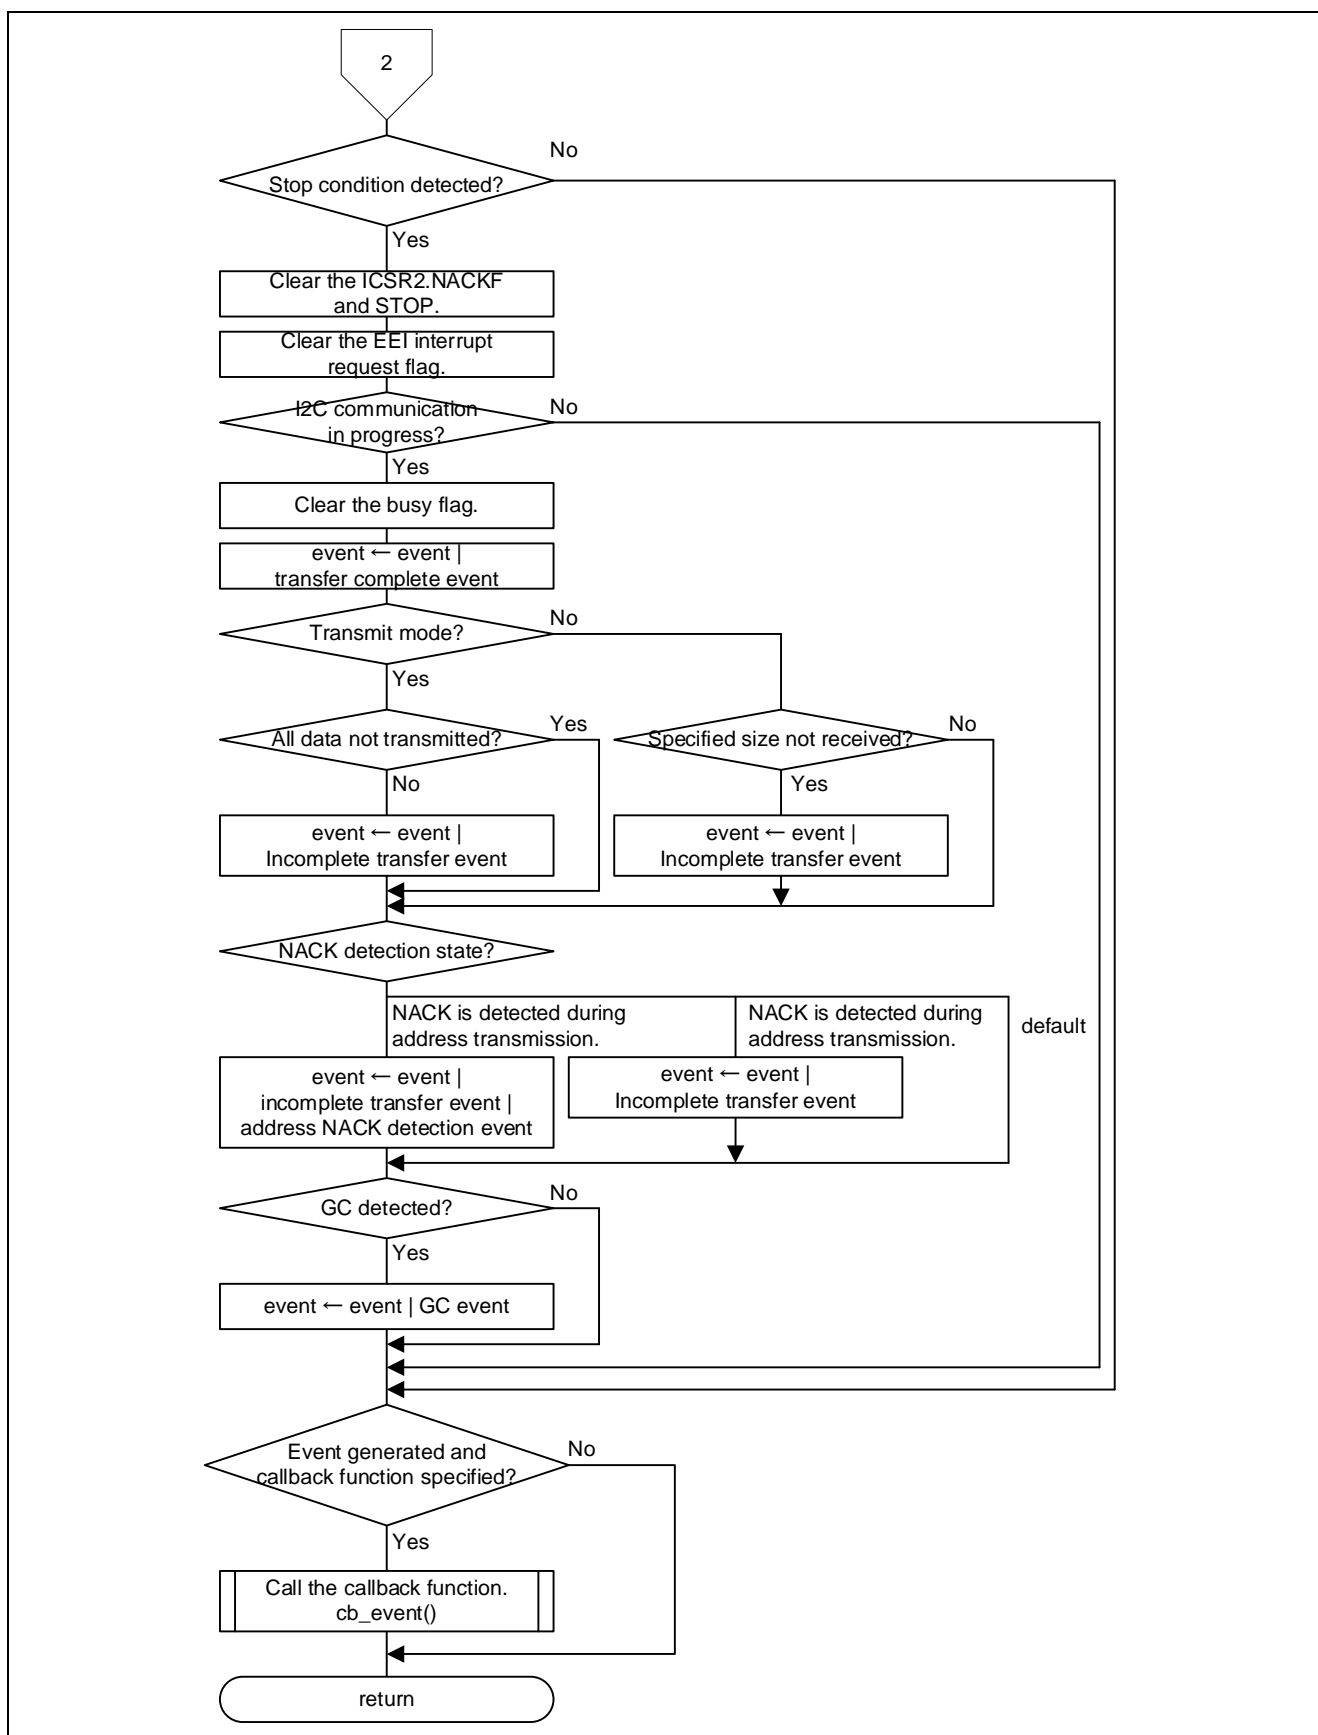 2
No
Stop condition detected?
Yes
Clear the ICSR2.NACKF
and STOP.
Clear the EEI interrupt
request flag.
I2C communication
in progress?
No
Yes
Clear the busy flag.
event ← event |
transfer complete event
Transmit mode?
No
Yes
All data not transmitted?
Yes
Specified size not received?
No
No
Yes
event ← event |
Incomplete transfer event
event ← event |
Incomplete transfer event
NACK detection state?
NACK is detected during
address transmission.
NACK is detected during
address transmission.
default
event ← event |
incomplete transfer event |
address NACK detection event
event ← event |
Incomplete transfer event
GC detected?
No
Yes
event ← event | GC event
Event generated and
callback function specified?
No
Yes
Call the callback function.
cb_event()
return